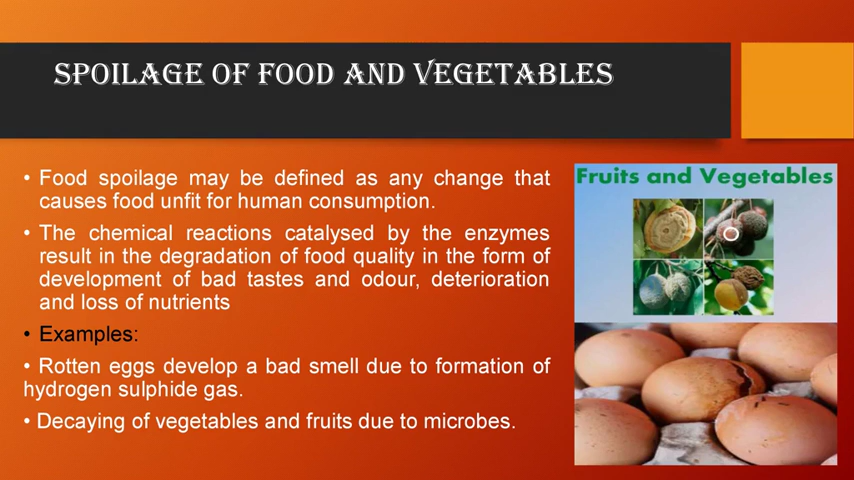 SPOILAGE OF FOOD AND VEGETABLES
• Food spoilage may be defined as any change that
causes food unfit for human consumption.
• The chemical reactions catalysed by the enzymes
result in the degradation of food quality in the form of
development of bad tastes and odour, deterioration
and loss of nutrients
• Examples:
• Rotten eggs develop a bad smell due to formation of
hydrogen sulphide gas.
• Decaying of vegetables and fruits due to microbes.
Fruits and Vegetables